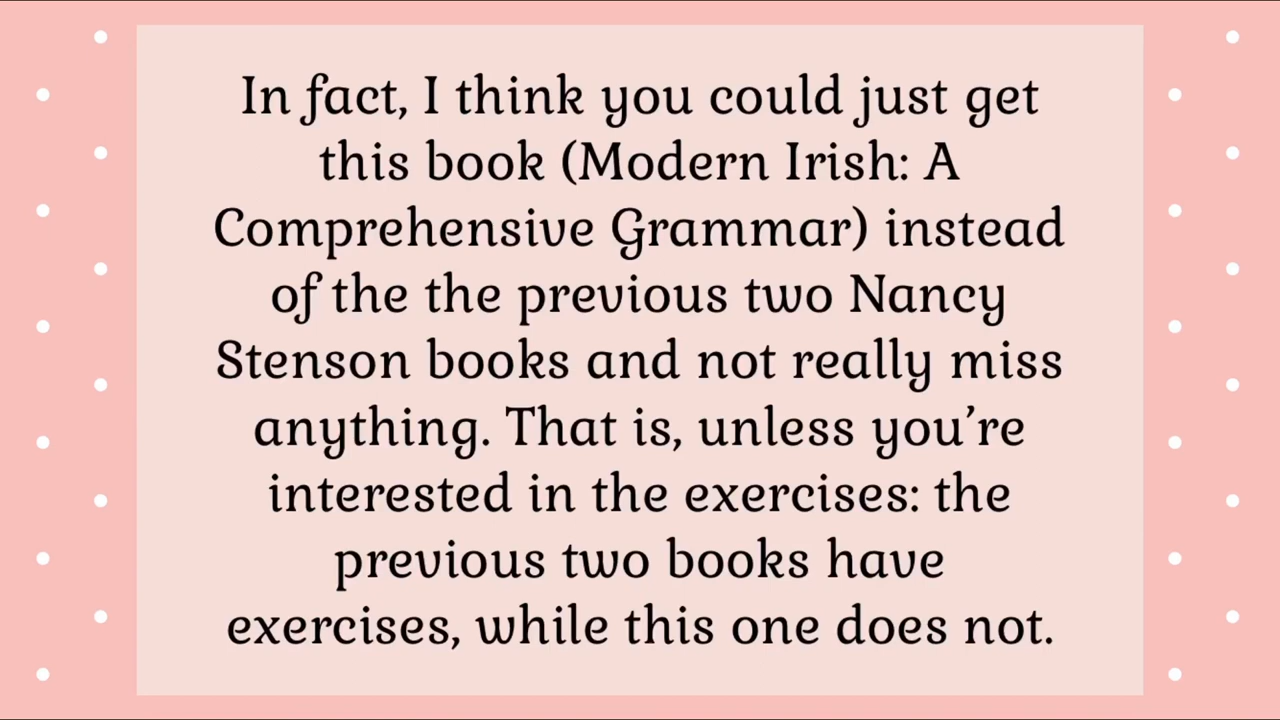 In fact, I think you could just get
this book (Modern Irish: A
Comprehensive Grammar) instead
of the the previous two Nancy
Stenson books and not really miss
anything. That is, unless you’re
interested in the exercises: the
previous two books have
exercises, while this one does not.